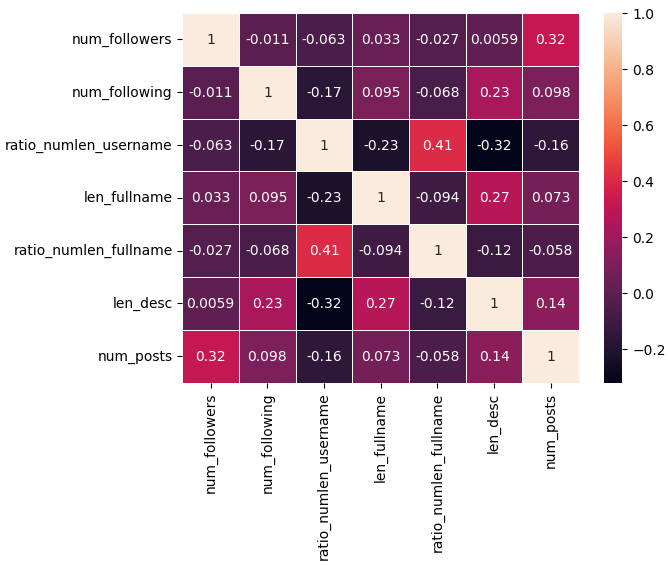 num_followers 1 -0.011 -0.063 0.033 -0.027 0.0059 0.32
num_following -0.011 1 -0.17 0.095 -0.068 0.23 0.098
ratio_numlen_username -0.063 -0.17 1 -0.23 0.41 -0.32 -0.16
len_fullname 0.033 0.095 -0.23 1 -0.094 0.27 0.073
ratio_numlen_fullname -0.027 -0.068 0.41 -0.094 1 -0.12 -0.058
len_desc 0.0059 0.23 -0.32 0.27 -0.12 1 0.14
num_posts 0.32 0.098 -0.16 0.073 -0.058 0.14 1
num_followers
num_following
ratio_numlen_username
len_fullname
ratio_numlen_fullname
len_desc
num_posts
1.0
0.8
0.6
0.4
0.2
0.0
−0.2